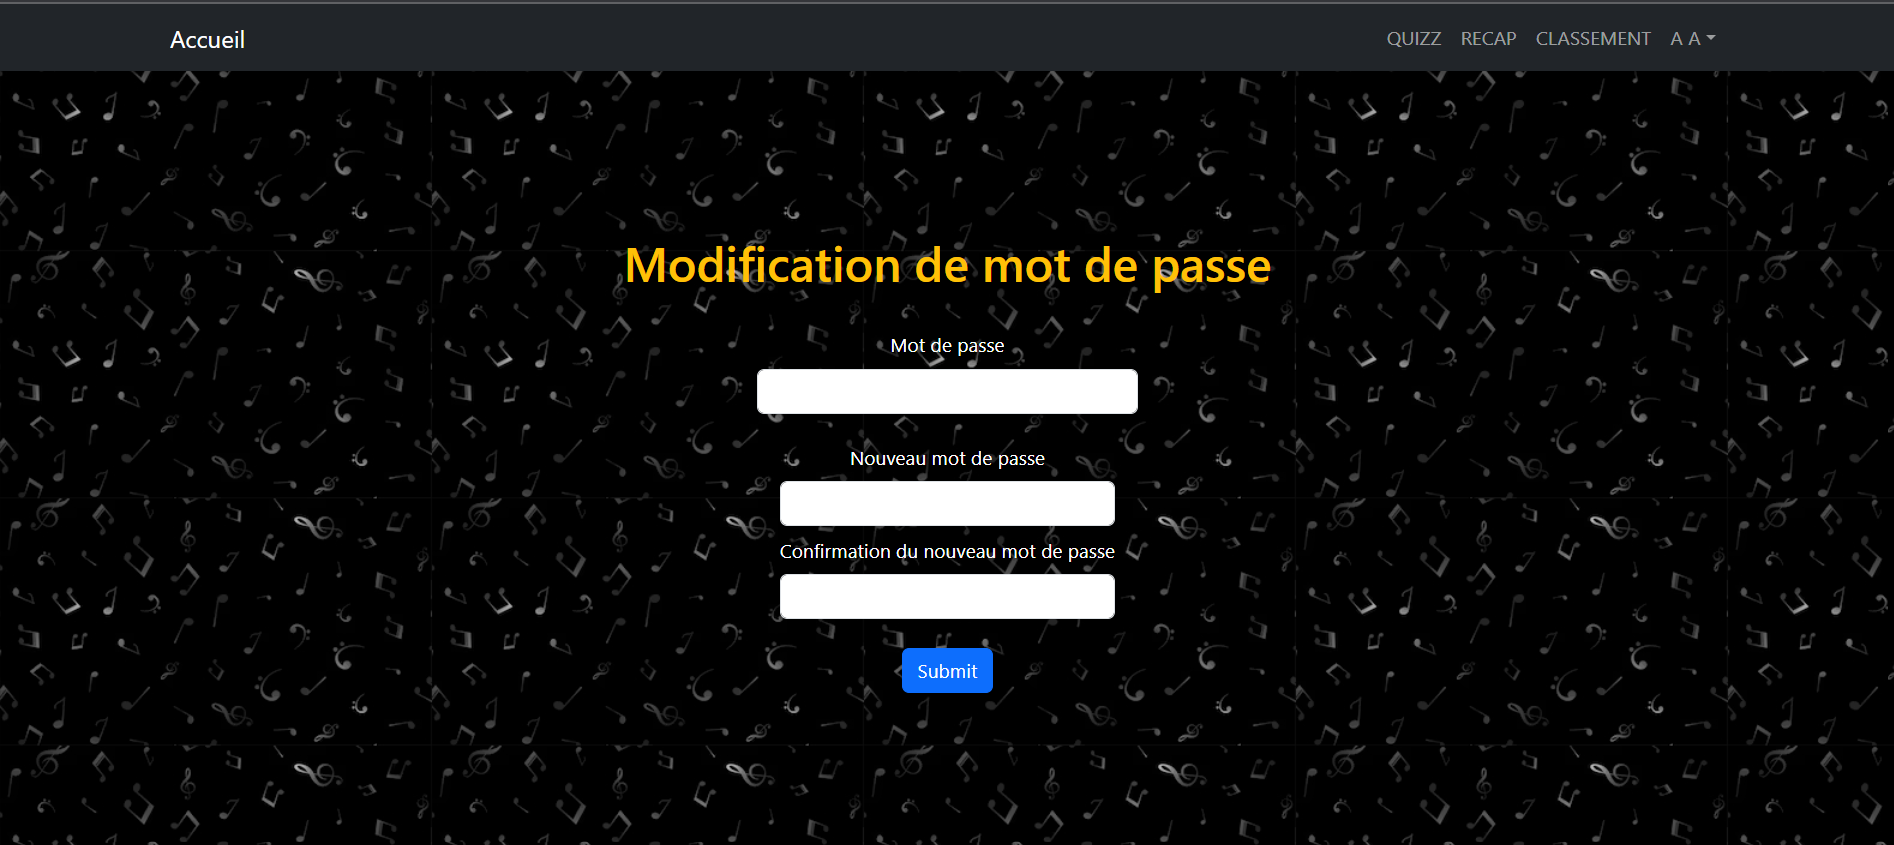 Accueil QUIZZ RECAP CLASSEMENT A A
Modification de mot de passe
Mot de passe
Nouveau mot de passe
Confirmation du nouveau mot de passe
Submit